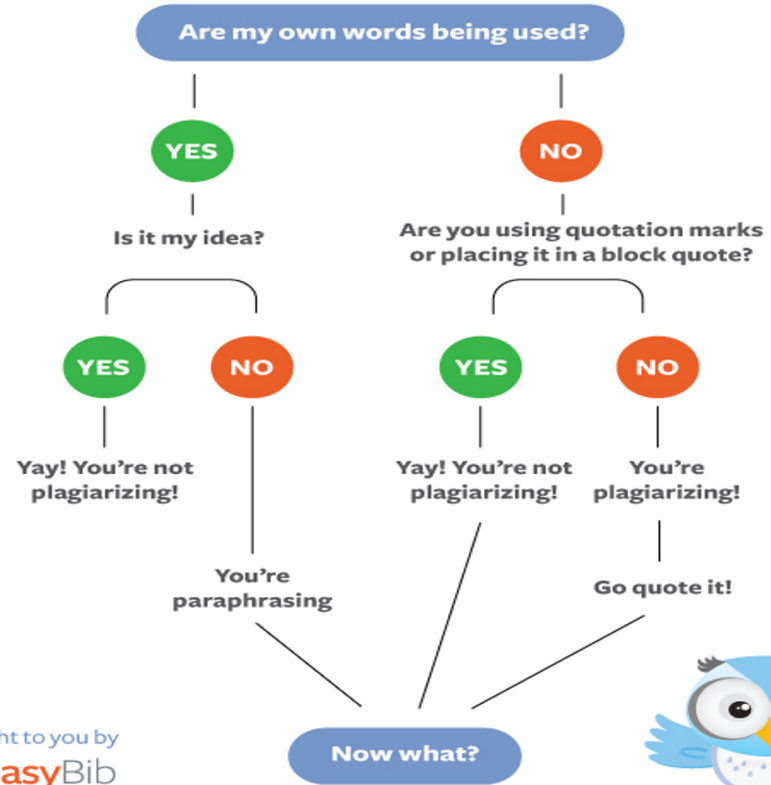 Are my own words being used?
YES
NO
Is it my idea?
Are you using quotation marks
or placing it in a block quote?
YES
NO
YES
NO
Yay! You’re not
plagiarizing!
Yay! You’re not
plagiarizing!
You’re
plagiarizing!
You’re
paraphrasing
Go quote it!
Now what?
to you by
asyBib